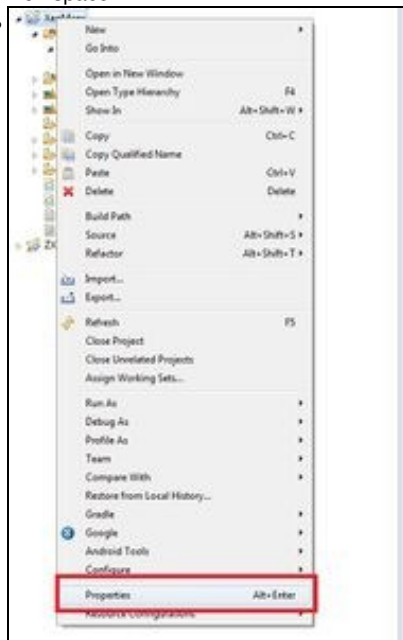 New
Go Into
Open in New Window
Open Type Hierarchy F4
Show In Alt+Shift+W
Copy Ctrl+C
Copy Qualified Name
Paste Ctrl+V
Delete Delete
Build Path
Source Alt+Shift+S
Refactor Alt+Shift+T
Import...
Export...
Refresh F5
Close Project
Close Unrelated Projects
Assign Working Sets...
Run As
Debug As
Profile As
Team
Compare With
Restore from Local History...
Gradle
Google
Android Tools
Configure
Properties Alt+Enter
Resource Configurations